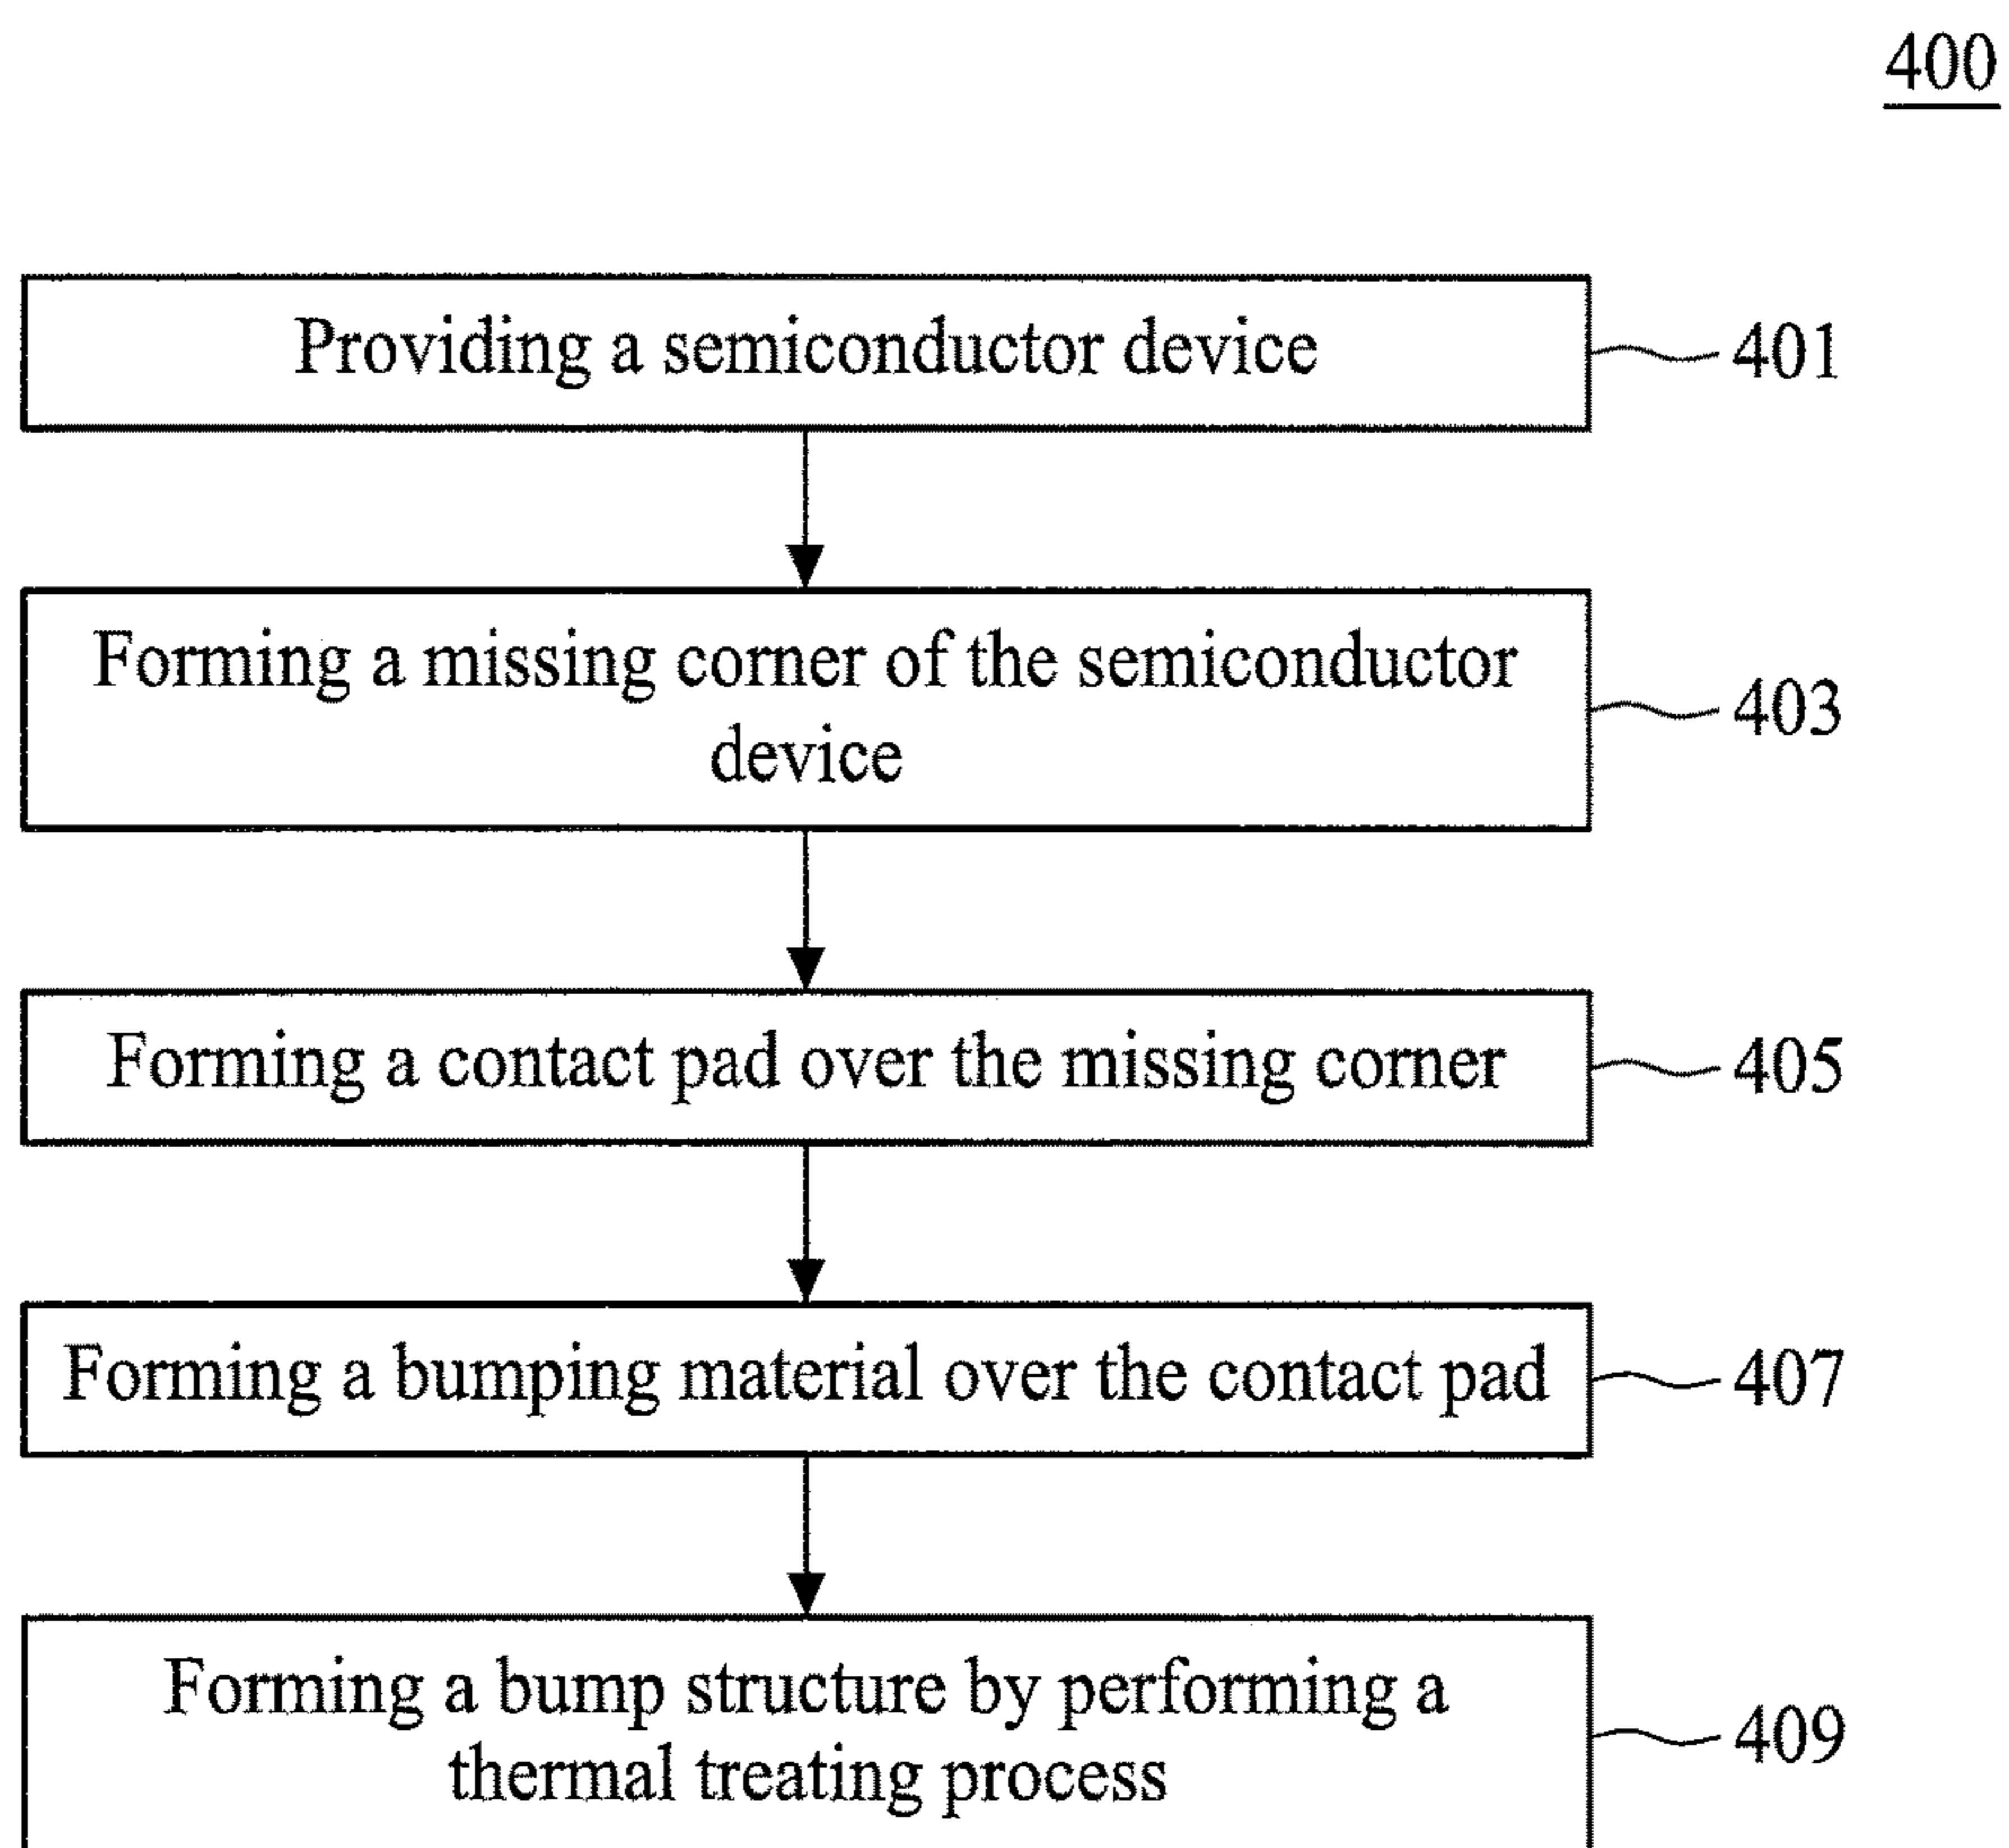 400
Providing a semiconductor device
401
Forming a missing corner of the semiconductor
device
403
Forming a contact pad over the missing corner
405
Forming a bumping material over the contact pad
407
Forming a bump structure by performing a
thermal treating process
409